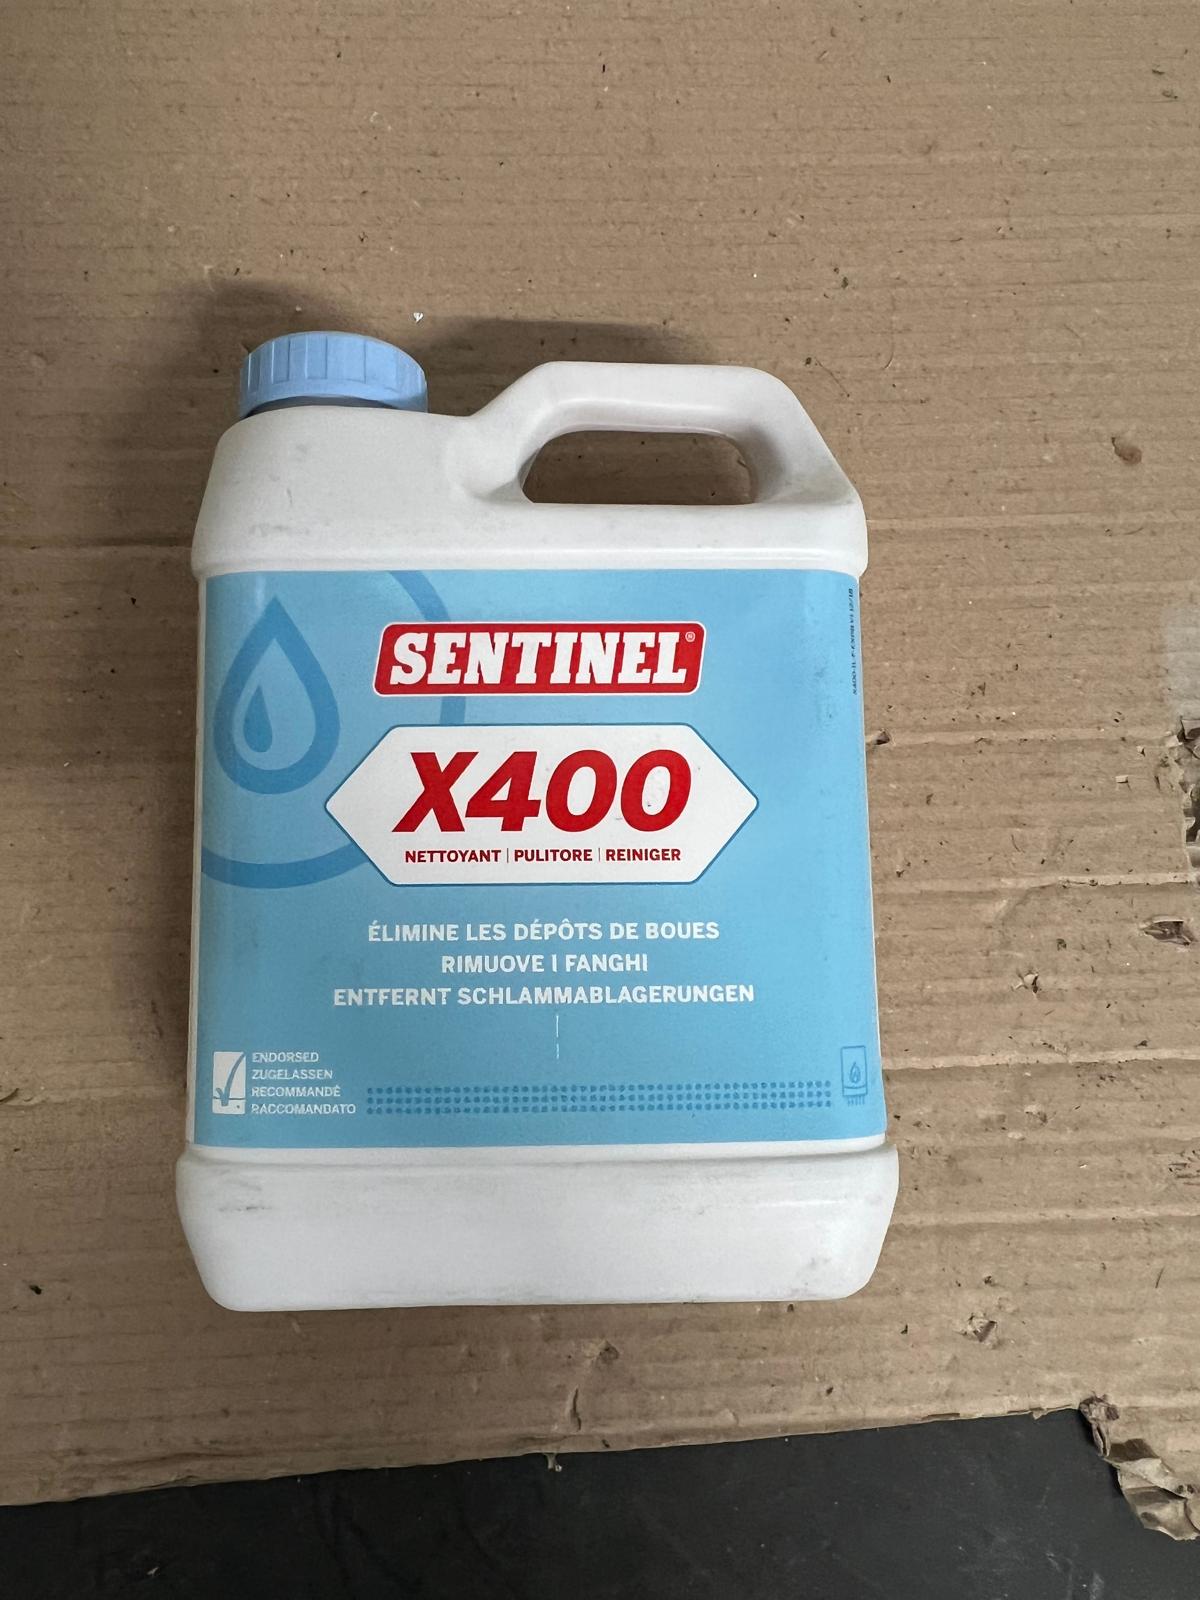 SENTINEL®
X400
NETTOYANT | PULITORE | REINIGER
ÉLIMINE LES DÉPÔTS DE BOUES
RIMUOVE I FANGHI
ENTFERNT SCHLAMMABLAGERUNGEN
ENDORSED
ZUGELASSEN
RECOMMANDÉ
RACCOMANDATO